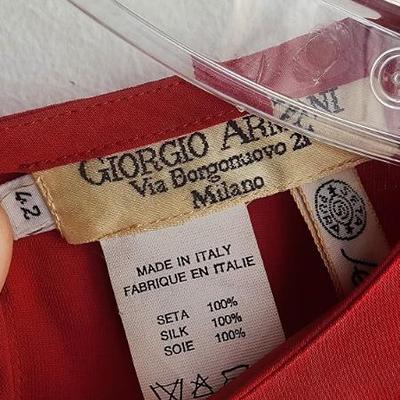 GIORGIO ARMANI
Via Borgonuovo 21
Milano
42
MADE IN ITALY
FABRIQUE EN ITALIE
SETA 100%
SILK 100%
SOIE 100%